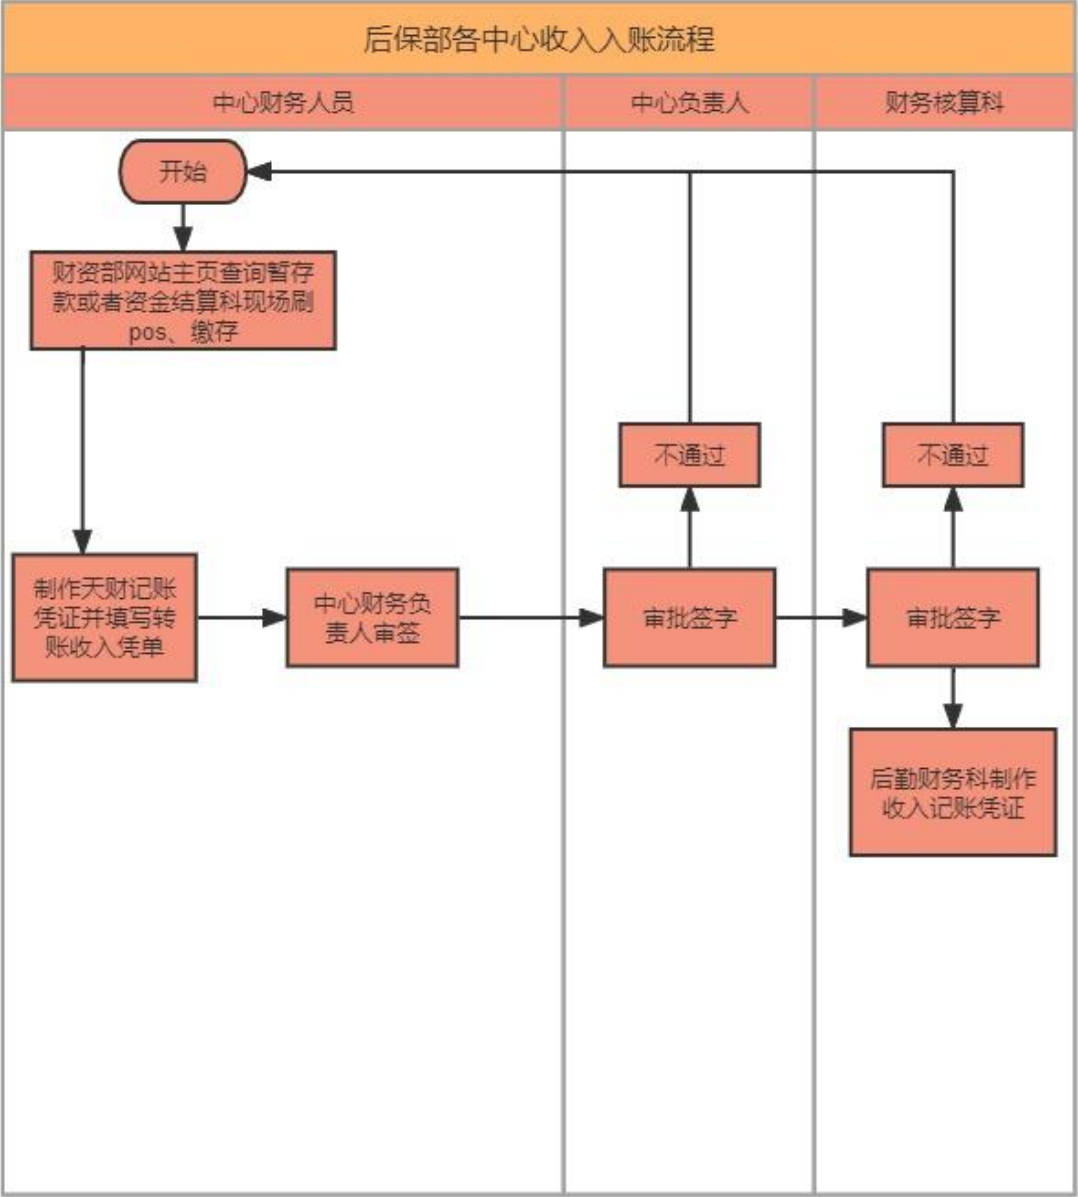 后保部各中心收入入账流程
中心财务人员
中心负责人
财务核算科
开始
财资部网站主页查询暂存
款或者资金结算科现场刷
pos、缴存
不通过
不通过
制作天财记账
凭证并填写转
账收入凭单
中心财务负
责人审签
审批签字
审批签字
后勤财务科制作
收入记账凭证